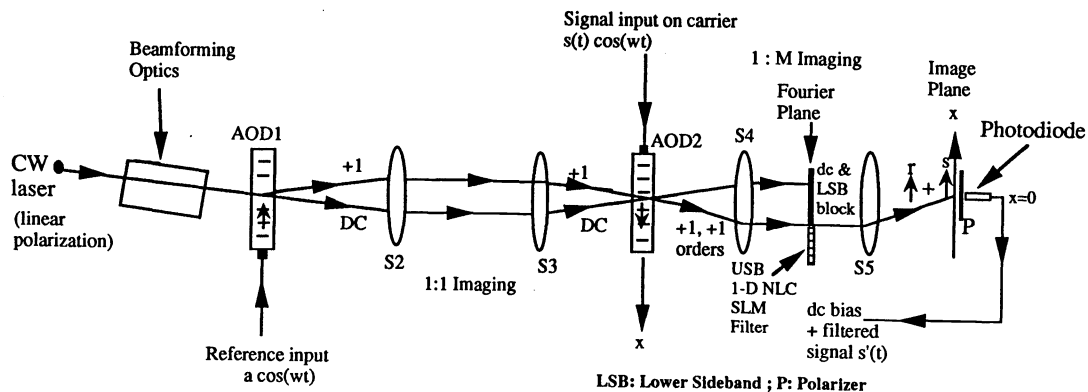 Signal input on carrier
s(t) cos(wt)
Beamforming
Optics
1 : M Imaging
Fourier
Plane
Image
Plane
x
Photodiode
AOD1
AOD2
S4
CW
laser
(linear
polarization)
+1
DC
+1
DC
dc &
LSB
block
r
+
s
x=0
P
+
+
+1, +1
orders
S2
S3
S5
1:1 Imaging
USB
1-D NLC
SLM
Filter
dc bias
+ filtered
signal s'(t)
x
Reference input
a cos(wt)
LSB: Lower Sideband ; P: Polarizer